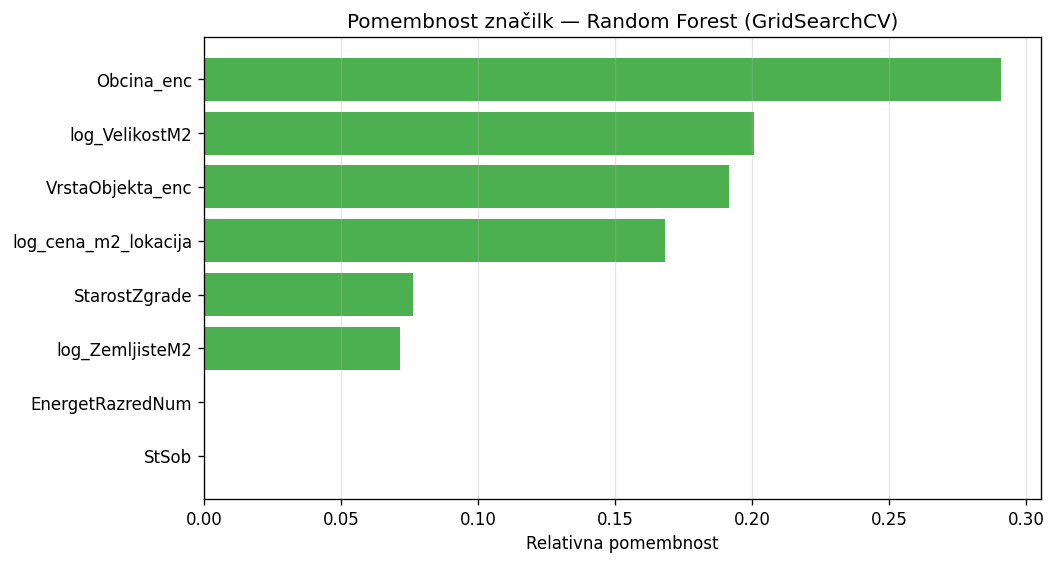 Pomembnost značilk — Random Forest (GridSearchCV)
Obcina_enc
log_VelikostM2
VrstaObjekta_enc
log_cena_m2_lokacija
StarostZgrade
log_ZemljisteM2
EnergetRazredNum
StSob
0.00 0.05 0.10 0.15 0.20 0.25 0.30
Relativna pomembnost